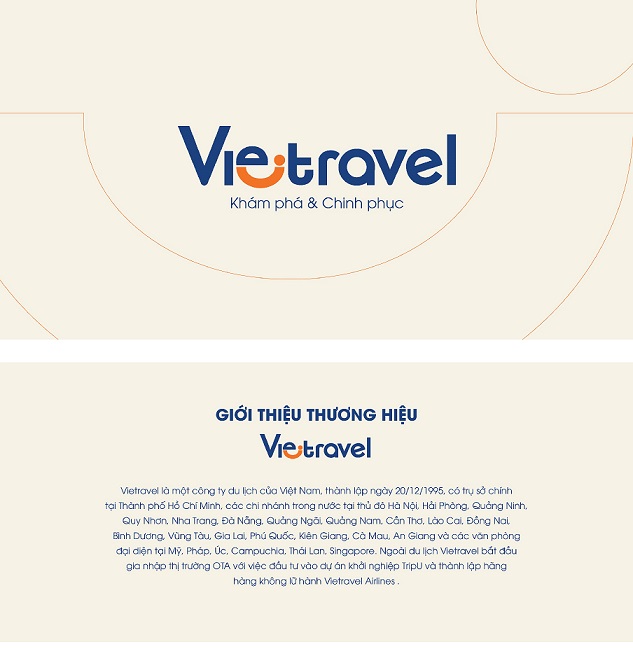 Vietravel
Khám phá & Chinh phục
GIỚI THIỆU THƯƠNG HIỆU
Vietravel
Vietravel là một công ty du lịch của Việt Nam, thành lập ngày 20/12/1995, có trụ sở chính
tại Thành phố Hồ Chí Minh, các chi nhánh trong nước tại thủ đô Hà Nội, Hải Phòng, Quảng Ninh,
Quy Nhơn, Nha Trang, Đà Nẵng, Quảng Ngãi, Quảng Nam, Cần Thơ, Lào Cai, Đồng Nai,
Bình Dương, Vũng Tàu, Gia Lai, Phú Quốc, Kiên Giang, Cà Mau, An Giang và các văn phòng
đại diện tại Mỹ, Pháp, Úc, Campuchia, Thái Lan, Singapore. Ngoài du lịch Vietravel bắt đầu
gia nhập thị trường OTA với việc đầu tư vào dự án khởi nghiệp TripU và thành lập hãng
hàng không lữ hành Vietravel Airlines .